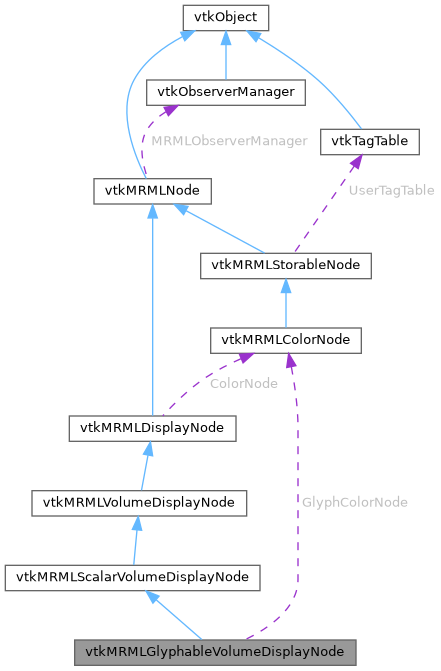 vtkObject
vtkObserverManager
MRMLObserverManager
vtkTagTable
vtkMRMLNode
UserTagTable
vtkMRMLStorableNode
vtkMRMLColorNode
ColorNode
vtkMRMLDisplayNode
vtkMRMLVolumeDisplayNode
GlyphColorNode
vtkMRMLScalarVolumeDisplayNode
vtkMRMLGlyphableVolumeDisplayNode